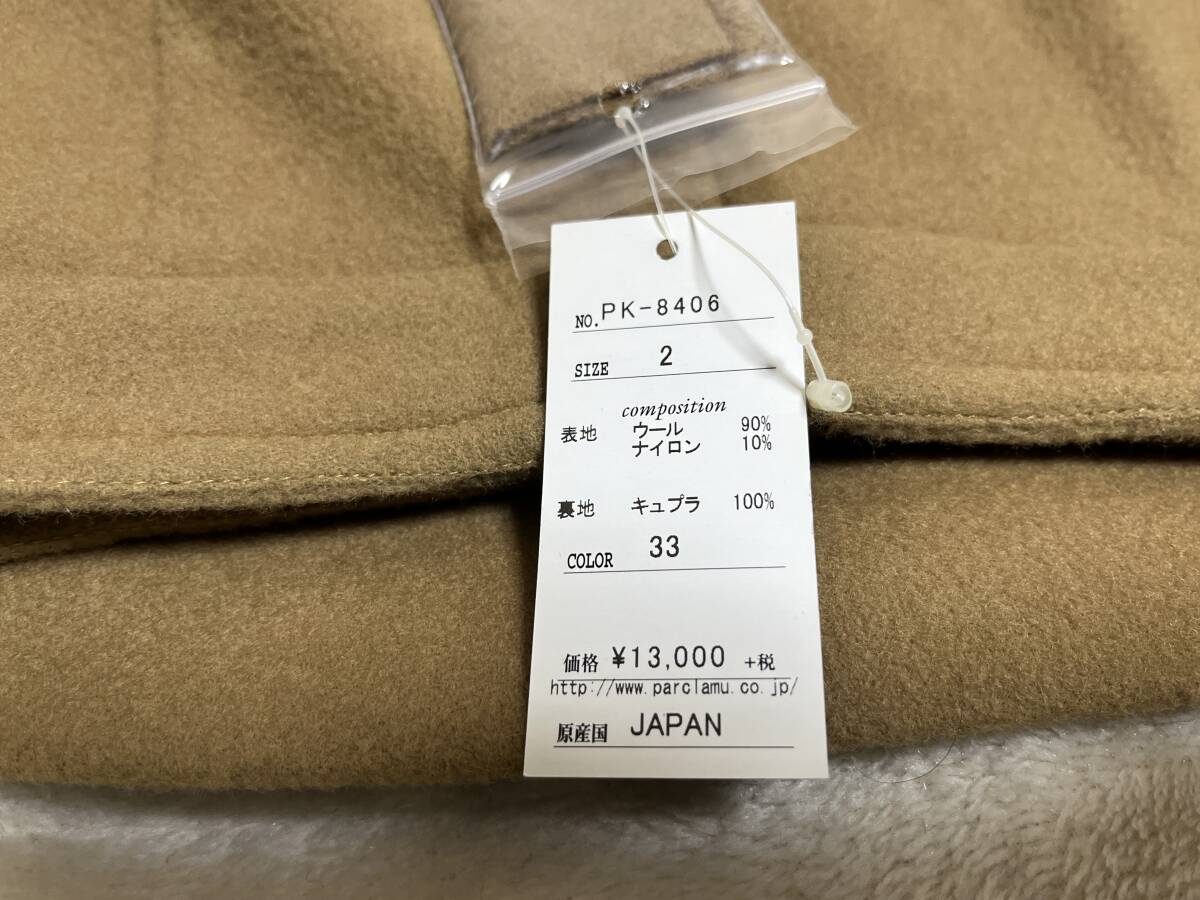 NO. PK-8406
SIZE 2
composition
表地 ウール 90%
ナイロン 10%
裏地 キュプラ 100%
COLOR 33
価格 ¥13,000 +税
http://www.parclamu.co.jp/
原産国 JAPAN